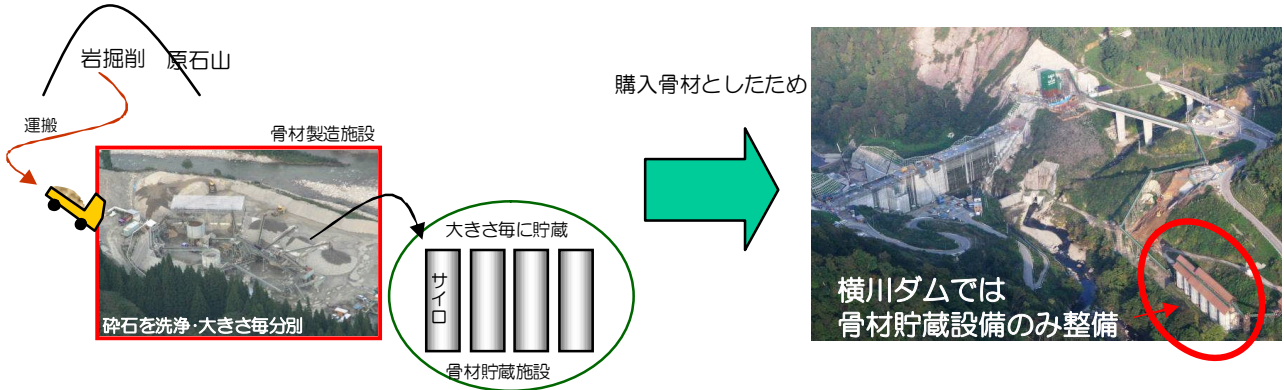 岩掘削 原石山
運搬
骨材製造施設
砕石を洗浄・大きさ毎分別
大きさ毎に貯蔵
サイロ
骨材貯蔵施設
購入骨材としたため
横川ダムでは
骨材貯蔵設備のみ整備